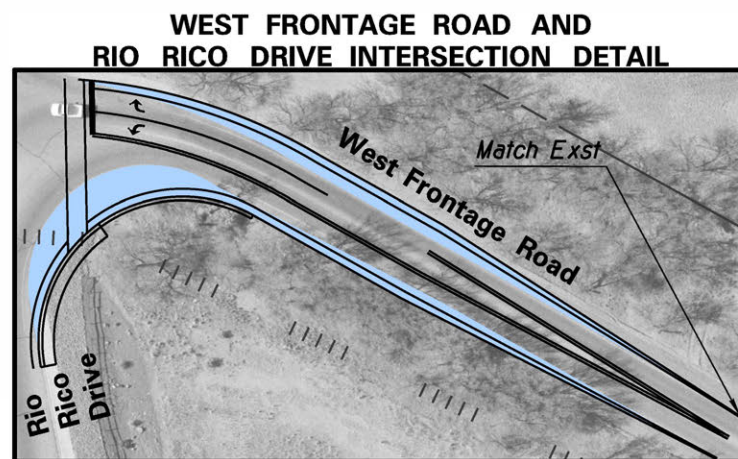 WEST FRONTAGE ROAD AND
RIO RICO DRIVE INTERSECTION DETAIL
West Frontage Road
Match Exst
Rio
Rico
Drive